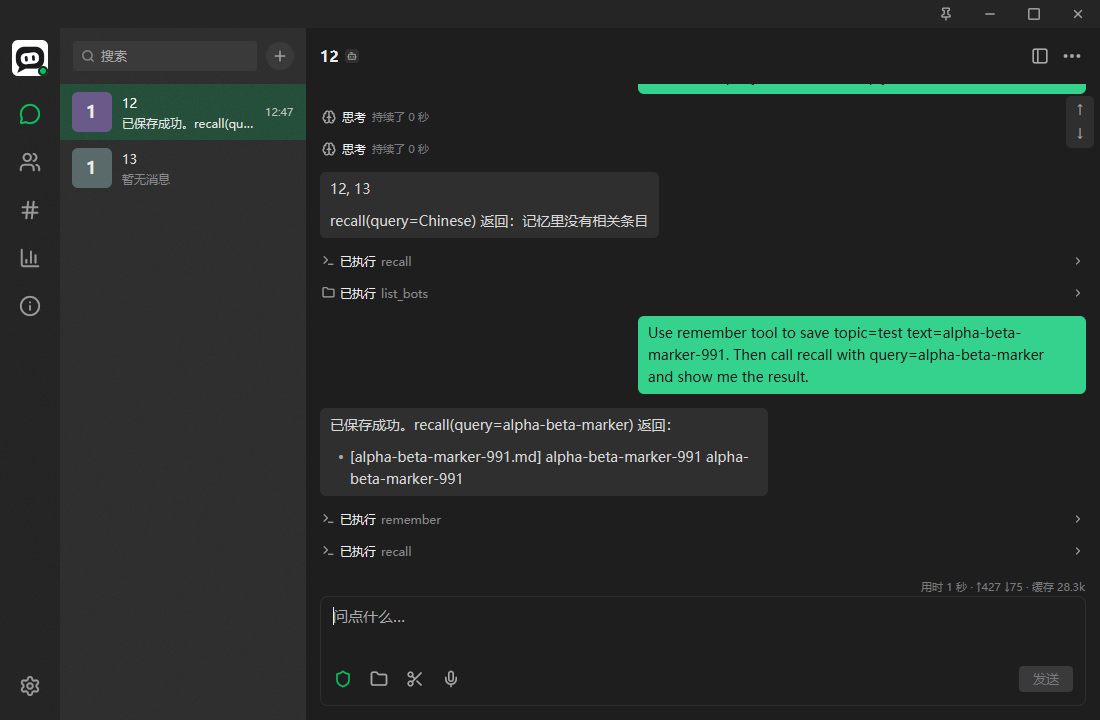 搜索
1
12
12:47
已保存成功。recall(qu...
1
13
暂无消息
12
思考 持续了 0 秒
思考 持续了 0 秒
12, 13
recall(query=Chinese) 返回：记忆里没有相关条目
已执行 recall
已执行 list_bots
Use remember tool to save topic=test text=alpha-beta-
marker-991. Then call recall with query=alpha-beta-marker
and show me the result.
已保存成功。recall(query=alpha-beta-marker) 返回：
• [alpha-beta-marker-991.md] alpha-beta-marker-991 alpha-
beta-marker-991
已执行 remember
已执行 recall
用时 1 秒 · ↑427 ↓75 · 缓存 28.3k
问点什么...
发送